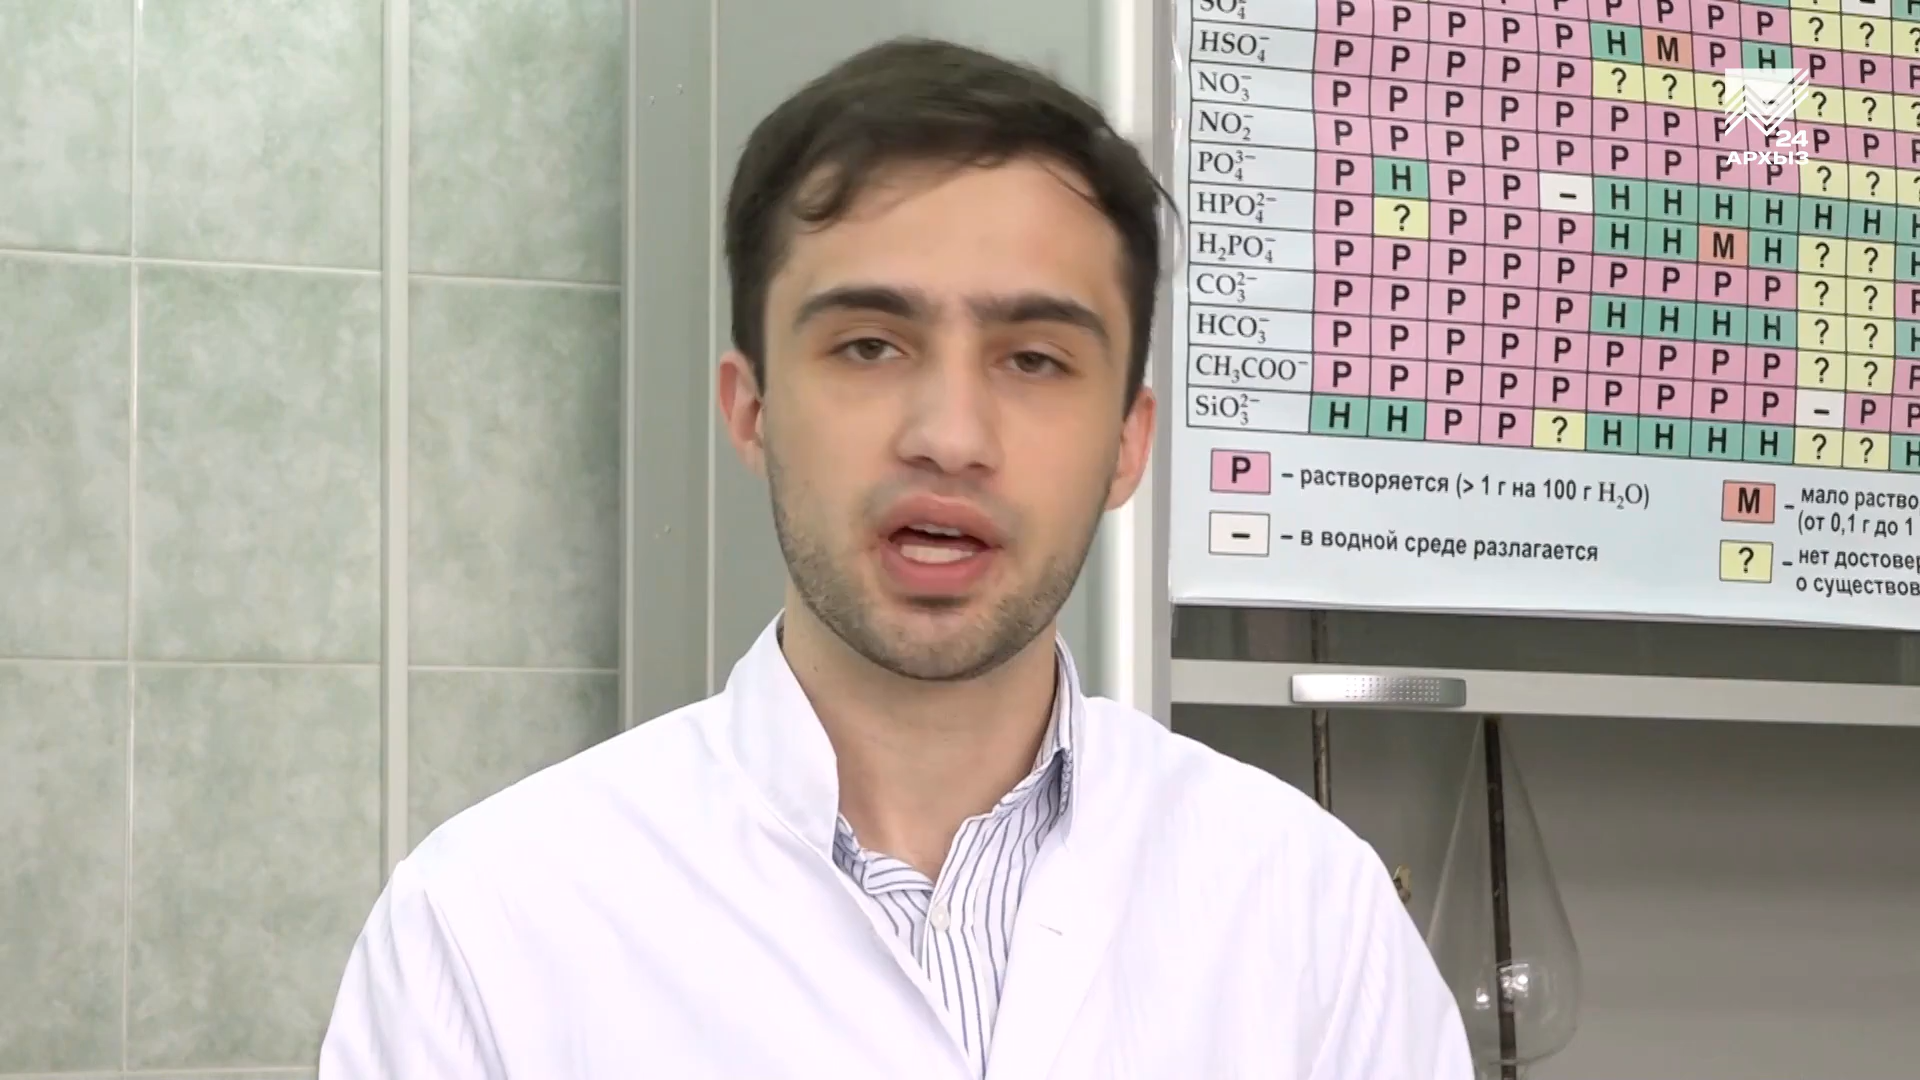 SO₄²⁻ P P P P P P P P P ? ? ?
HSO₄⁻ P P P P P H M P H P P P
NO₃⁻ P P P P P ? ? ? ? ? ?
NO₂⁻ P P P P P P P P P P P
PO₄³⁻ P H P P – P P P P ? ? ?
HPO₄²⁻ P ? P P P H H H H H H H
H₂PO₄⁻ P P P P P H H M H ? ? H
CO₃²⁻ P P P P P P P P P ? ? P
HCO₃⁻ P P P P P H H H H ? ? H
CH₃COO⁻ P P P P P P P P P ? ? P
SiO₃²⁻ H H P P ? P P P P – P P
H H H H ? ? H
24
АРХЫЗ
P – растворяется (> 1 г на 100 г H₂O)
– – в водной среде разлагается
M – мало раство
(от 0,1 г до 1
? – нет достовер
о существов